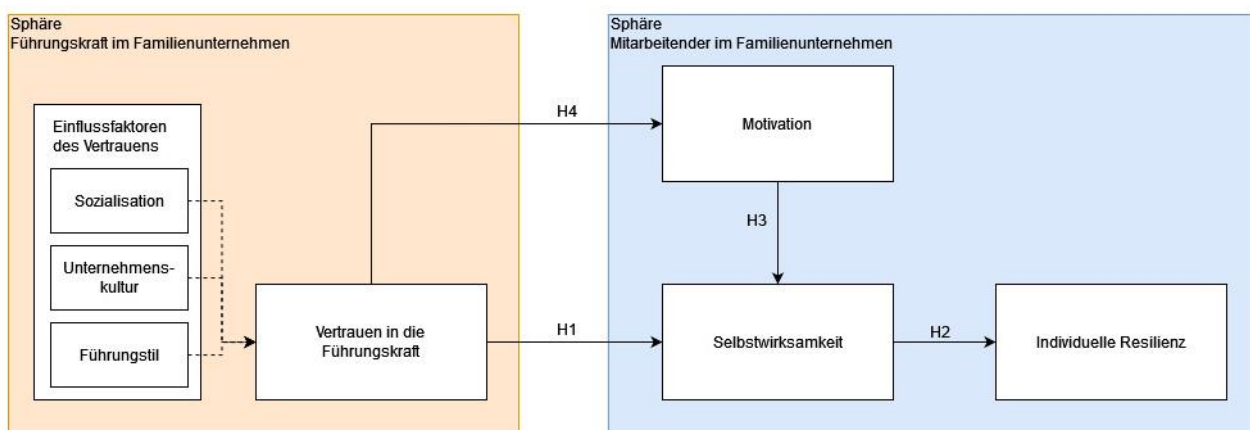 Sphäre
Führungskraft im Familienunternehmen
Einflussfaktoren
des Vertrauens
Sozialisation
Unternehmens-
kultur
Führungstil
Vertrauen in die
Führungskraft
H4
H1
Sphäre
Mitarbeitender im Familienunternehmen
Motivation
H3
Selbstwirksamkeit
H2
Individuelle Resilienz